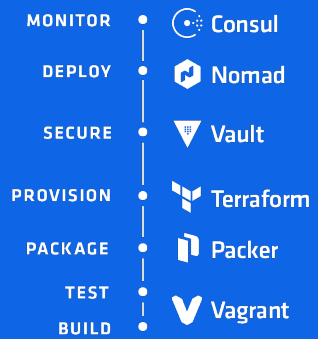 MONITOR Consul
DEPLOY Nomad
SECURE Vault
PROVISION Terraform
PACKAGE Packer
TEST
Vagrant
BUILD